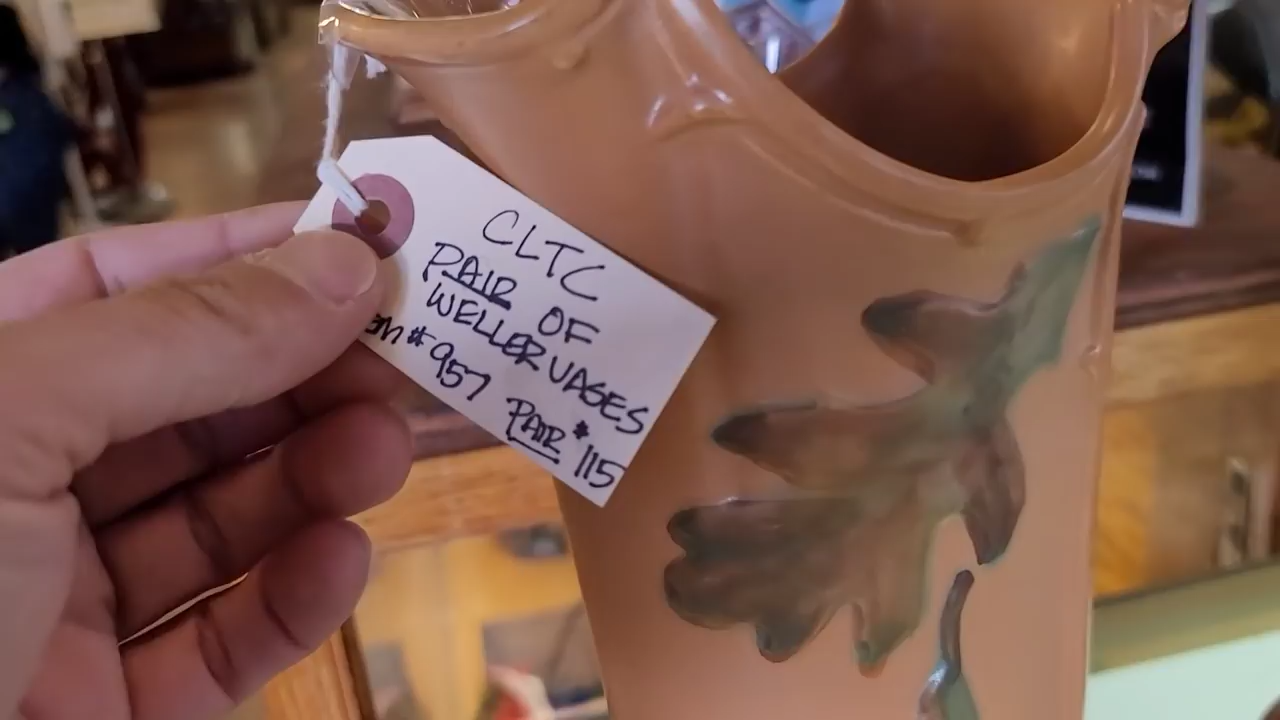 CLTC
PAIR OF
WELLER VASES
#957 PAIR #115